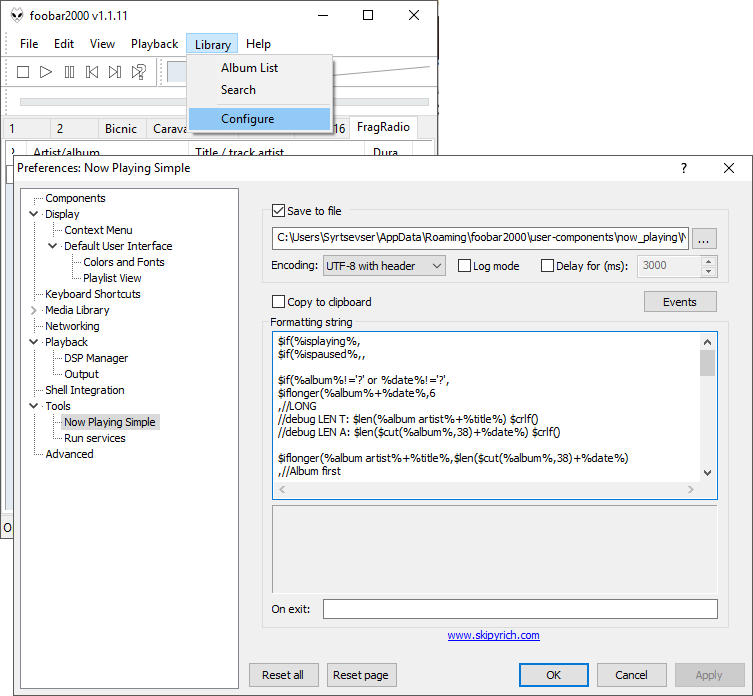 foobar2000 v1.1.11
File Edit View Playback Library Help
Album List
Search
Configure
1 2 Bicnic Carava 16 FragRadio
Artist/album Title / track artist Dura
Preferences: Now Playing Simple
Components
Display
Context Menu
Default User Interface
Colors and Fonts
Playlist View
Keyboard Shortcuts
Media Library
Networking
Playback
DSP Manager
Output
Shell Integration
Tools
Now Playing Simple
Run services
Advanced
Save to file
C:\Users\Syrtsevser\AppData\Roaming\foobar2000\user-components\now_playing\N
...
Encoding: UTF-8 with header Log mode Delay for (ms): 3000
Copy to clipboard Events
Formatting string
$if(%isplaying%,
$if(%ispaused%,,
$if(%album%!='?' or %date%!='?',
$iflonger(%album%+%date%,6
,//LONG
//debug LEN T: $len(%album artist%+%title%) $crlf()
//debug LEN A: $len($cut(%album%,38)+%date%) $crlf()
$iflonger(%album artist%+%title%,$len($cut(%album%,38)+%date%)
,//Album first
On exit:
www.skipyrich.com
Reset all Reset page OK Cancel Apply